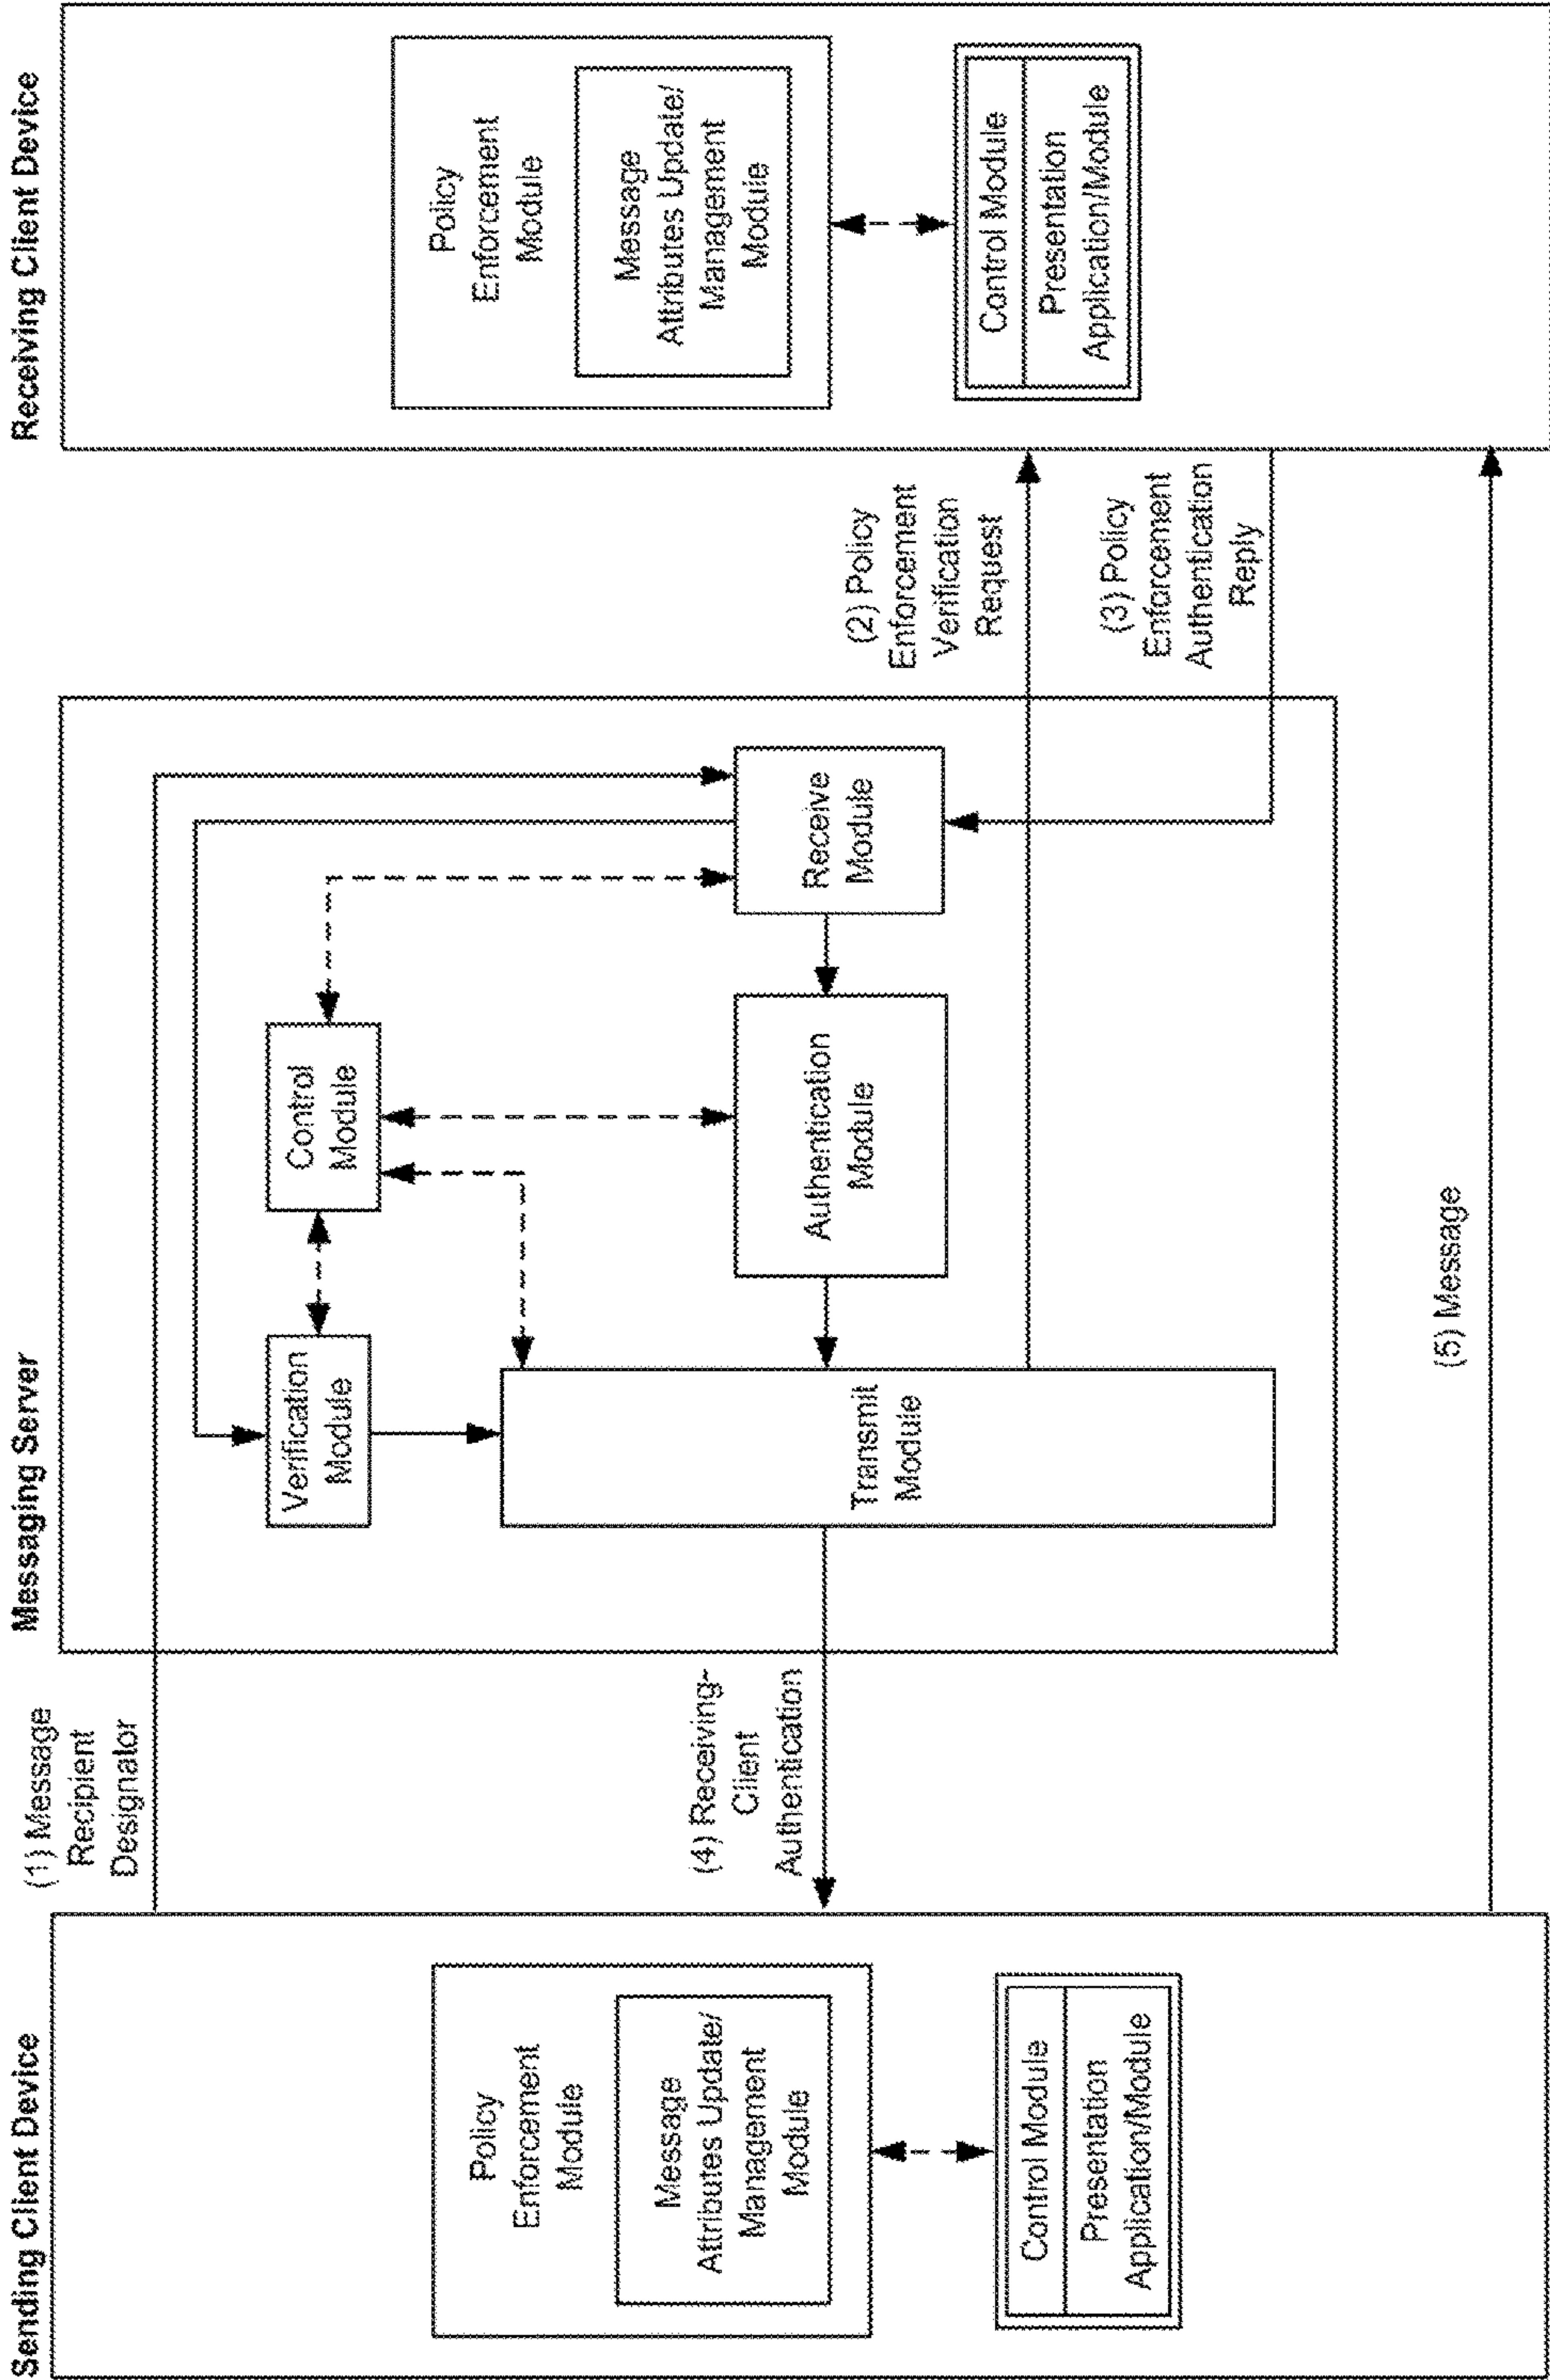 Sending Client Device
Policy
Enforcement
Module
Message
Attributes Update/
Management
Module
Control Module
Presentation
Application/Module
(1) Message
Recipient
Designator
(4) Receiving-
Client
Authentication
Messaging Server
Verification
Module
Control
Module
Transmit
Module
Authentication
Module
Receive
Module
(2) Policy
Enforcement
Verification
Request
(3) Policy
Enforcement
Authentication
Reply
(5) Message
Receiving Client Device
Policy
Enforcement
Module
Message
Attributes Update/
Management
Module
Control Module
Presentation
Application/Module